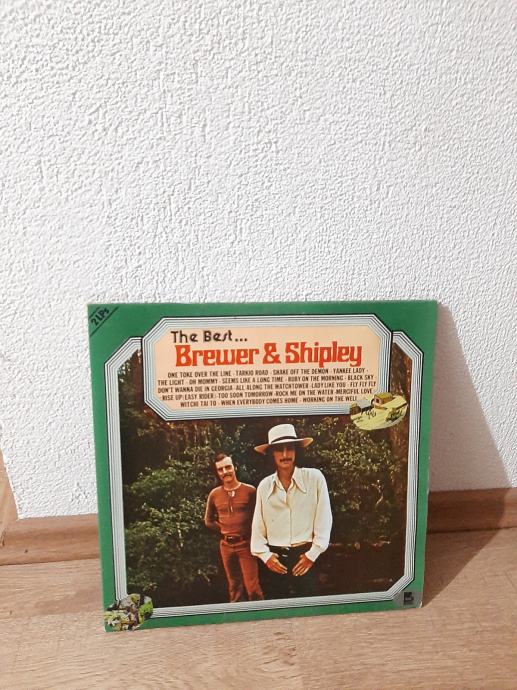 2 LPs
The Best...
Brewer & Shipley
ONE TOKE OVER THE LINE - TARKIO ROAD - SHAKE OFF THE DEMON - YANKEE LADY -
THE LIGHT - OH MOMMY - SEEMS LIKE A LONG TIME - RUBY ON THE MORNING - BLACK SKY -
DON'T WANNA DIE IN GEORGIA - ALL ALONG THE WATCHTOWER - LADY LIKE YOU - FLY FLY FLY
RISE UP (EASY RIDER) - TOO SOON TOMORROW - ROCK ME ON THE WATER - MERCIFUL LOVE -
WITCHI TAI TO - WHEN EVERYBODY COMES HOME - WORKING ON THE WELL